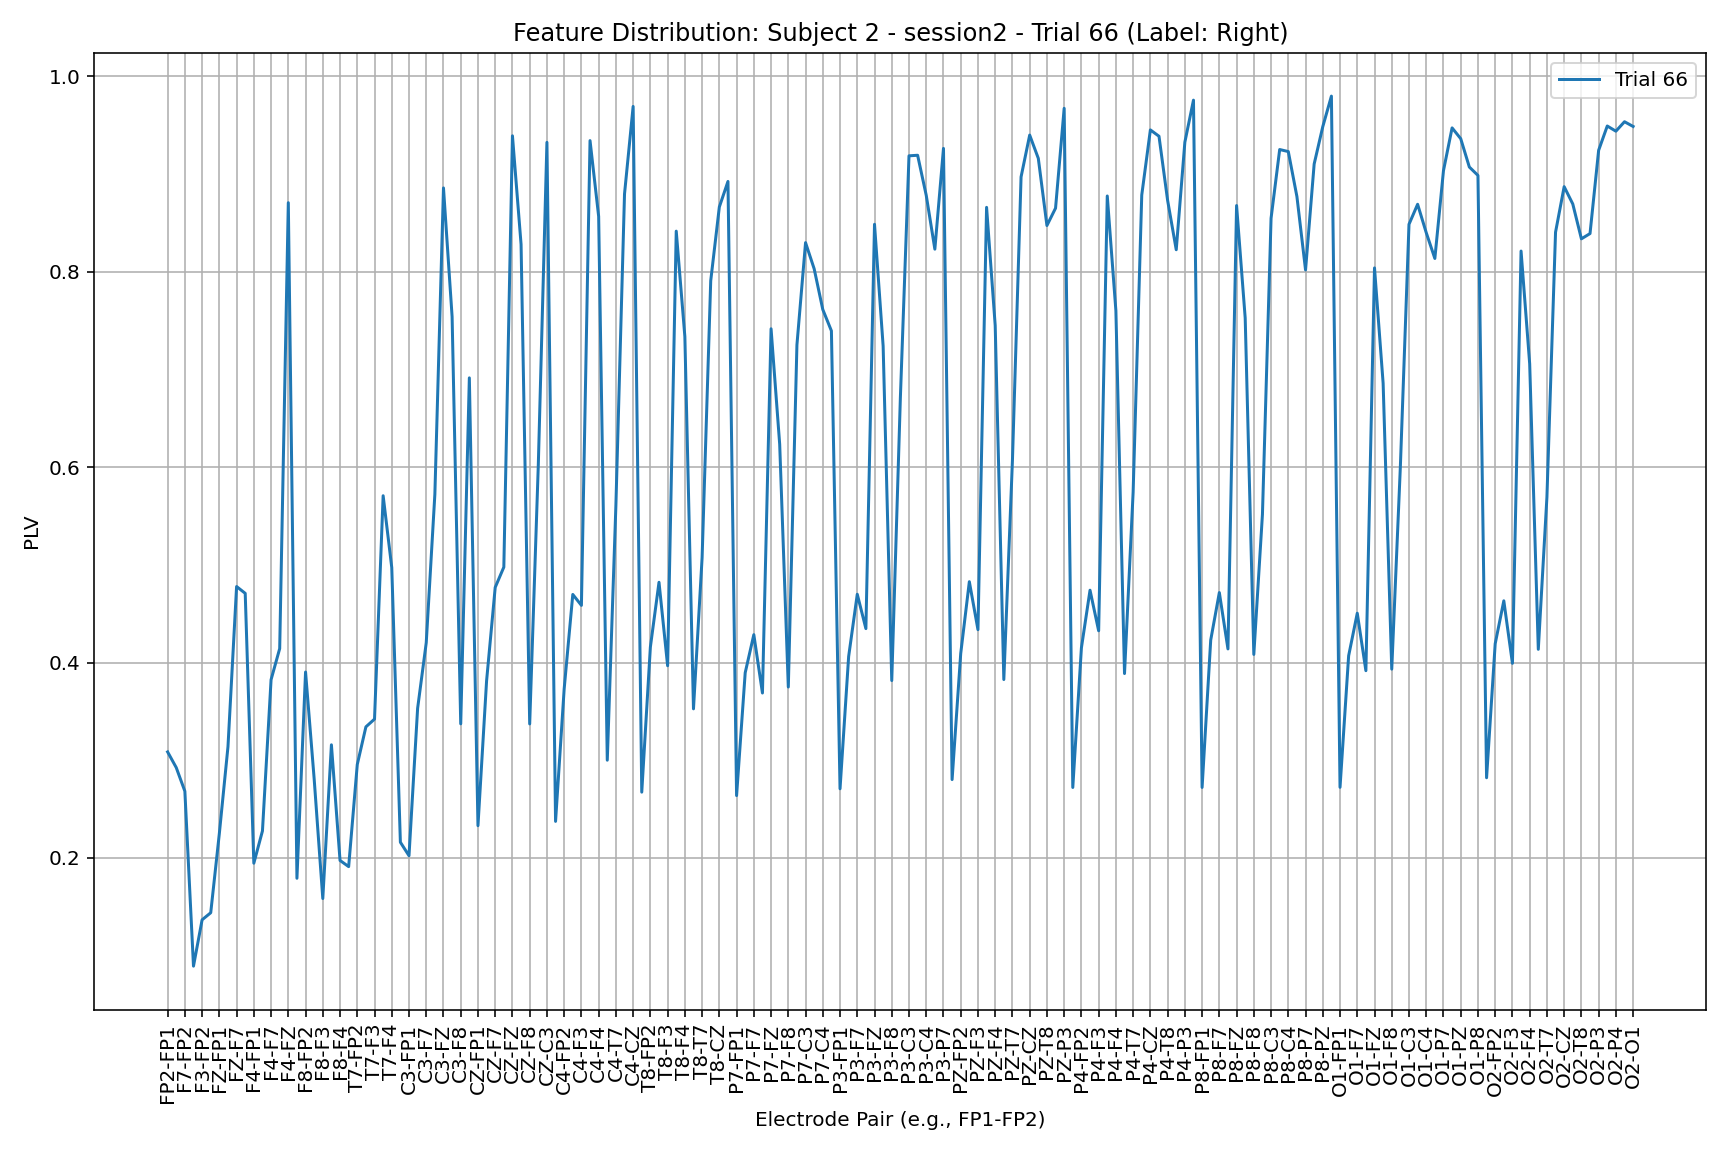 Feature Distribution: Subject 2 - session2 - Trial 66 (Label: Right)
Trial 66
1.0
0.8
0.6
0.4
0.2
PLV
FP2-FP1
F7-FP2
F3-FP2
FZ-FP1
FZ-F7
F4-FP1
F4-F7
F4-FZ
F8-FP2
F8-F3
F8-F4
T7-FP2
T7-F3
T7-F4
C3-FP1
C3-F7
C3-FZ
C3-F8
CZ-FP1
CZ-F7
CZ-FZ
CZ-F8
CZ-C3
C4-FP2
C4-F3
C4-F4
C4-T7
C4-CZ
T8-FP2
T8-F3
T8-F4
T8-T7
T8-CZ
P7-FP1
P7-F7
P7-FZ
P7-F8
P7-C3
P7-C4
P3-FP1
P3-F7
P3-FZ
P3-F8
P3-C3
P3-C4
P3-P7
PZ-FP2
PZ-F3
PZ-F4
PZ-T7
PZ-CZ
PZ-T8
PZ-P3
P4-FP2
P4-F3
P4-F4
P4-T7
P4-CZ
P4-T8
P4-P3
P8-FP1
P8-F7
P8-FZ
P8-F8
P8-C3
P8-C4
P8-P7
P8-PZ
O1-FP1
O1-F7
O1-FZ
O1-F8
O1-C3
O1-C4
O1-P7
O1-PZ
O1-P8
O2-FP2
O2-F3
O2-F4
O2-T7
O2-CZ
O2-T8
O2-P3
O2-P4
O2-O1
Electrode Pair (e.g., FP1-FP2)